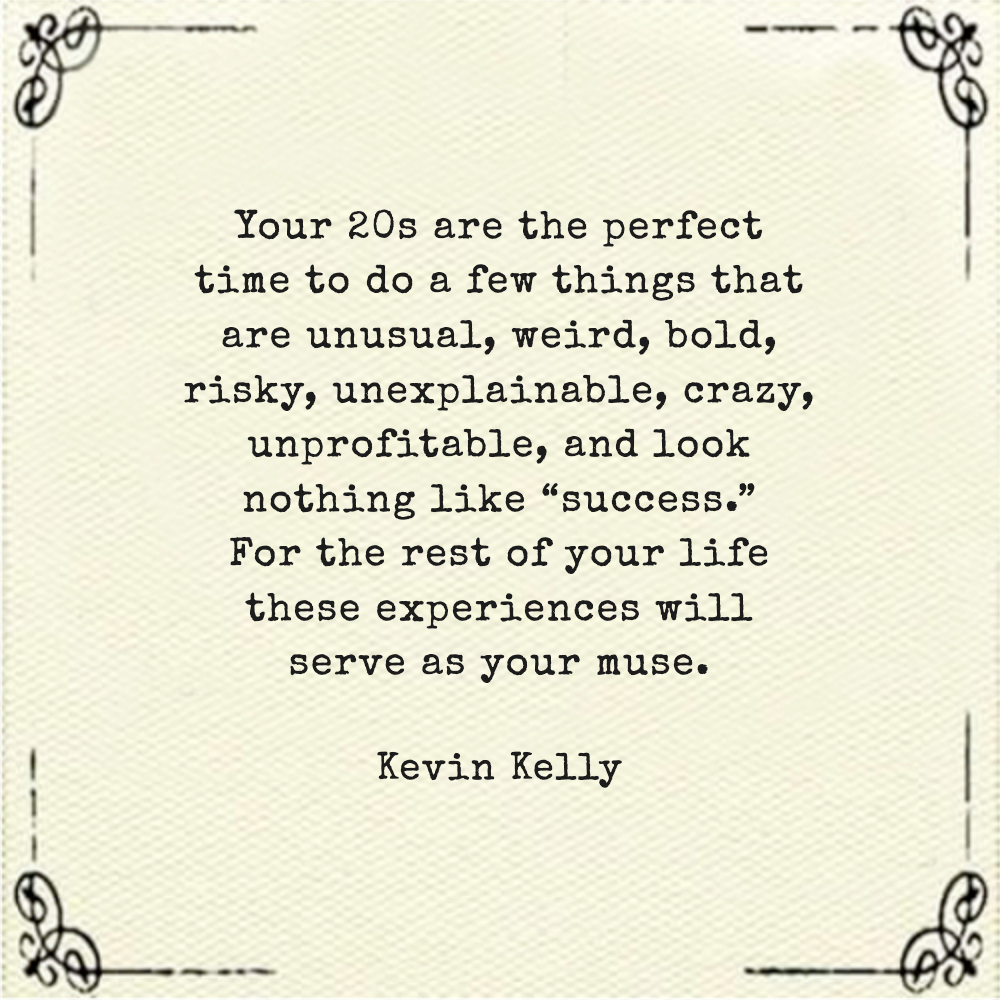 Your 20s are the perfect
time to do a few things that
are unusual, weird, bold,
risky, unexplainable, crazy,
unprofitable, and look
nothing like “success.”
For the rest of your life
these experiences will
serve as your muse.
Kevin Kelly